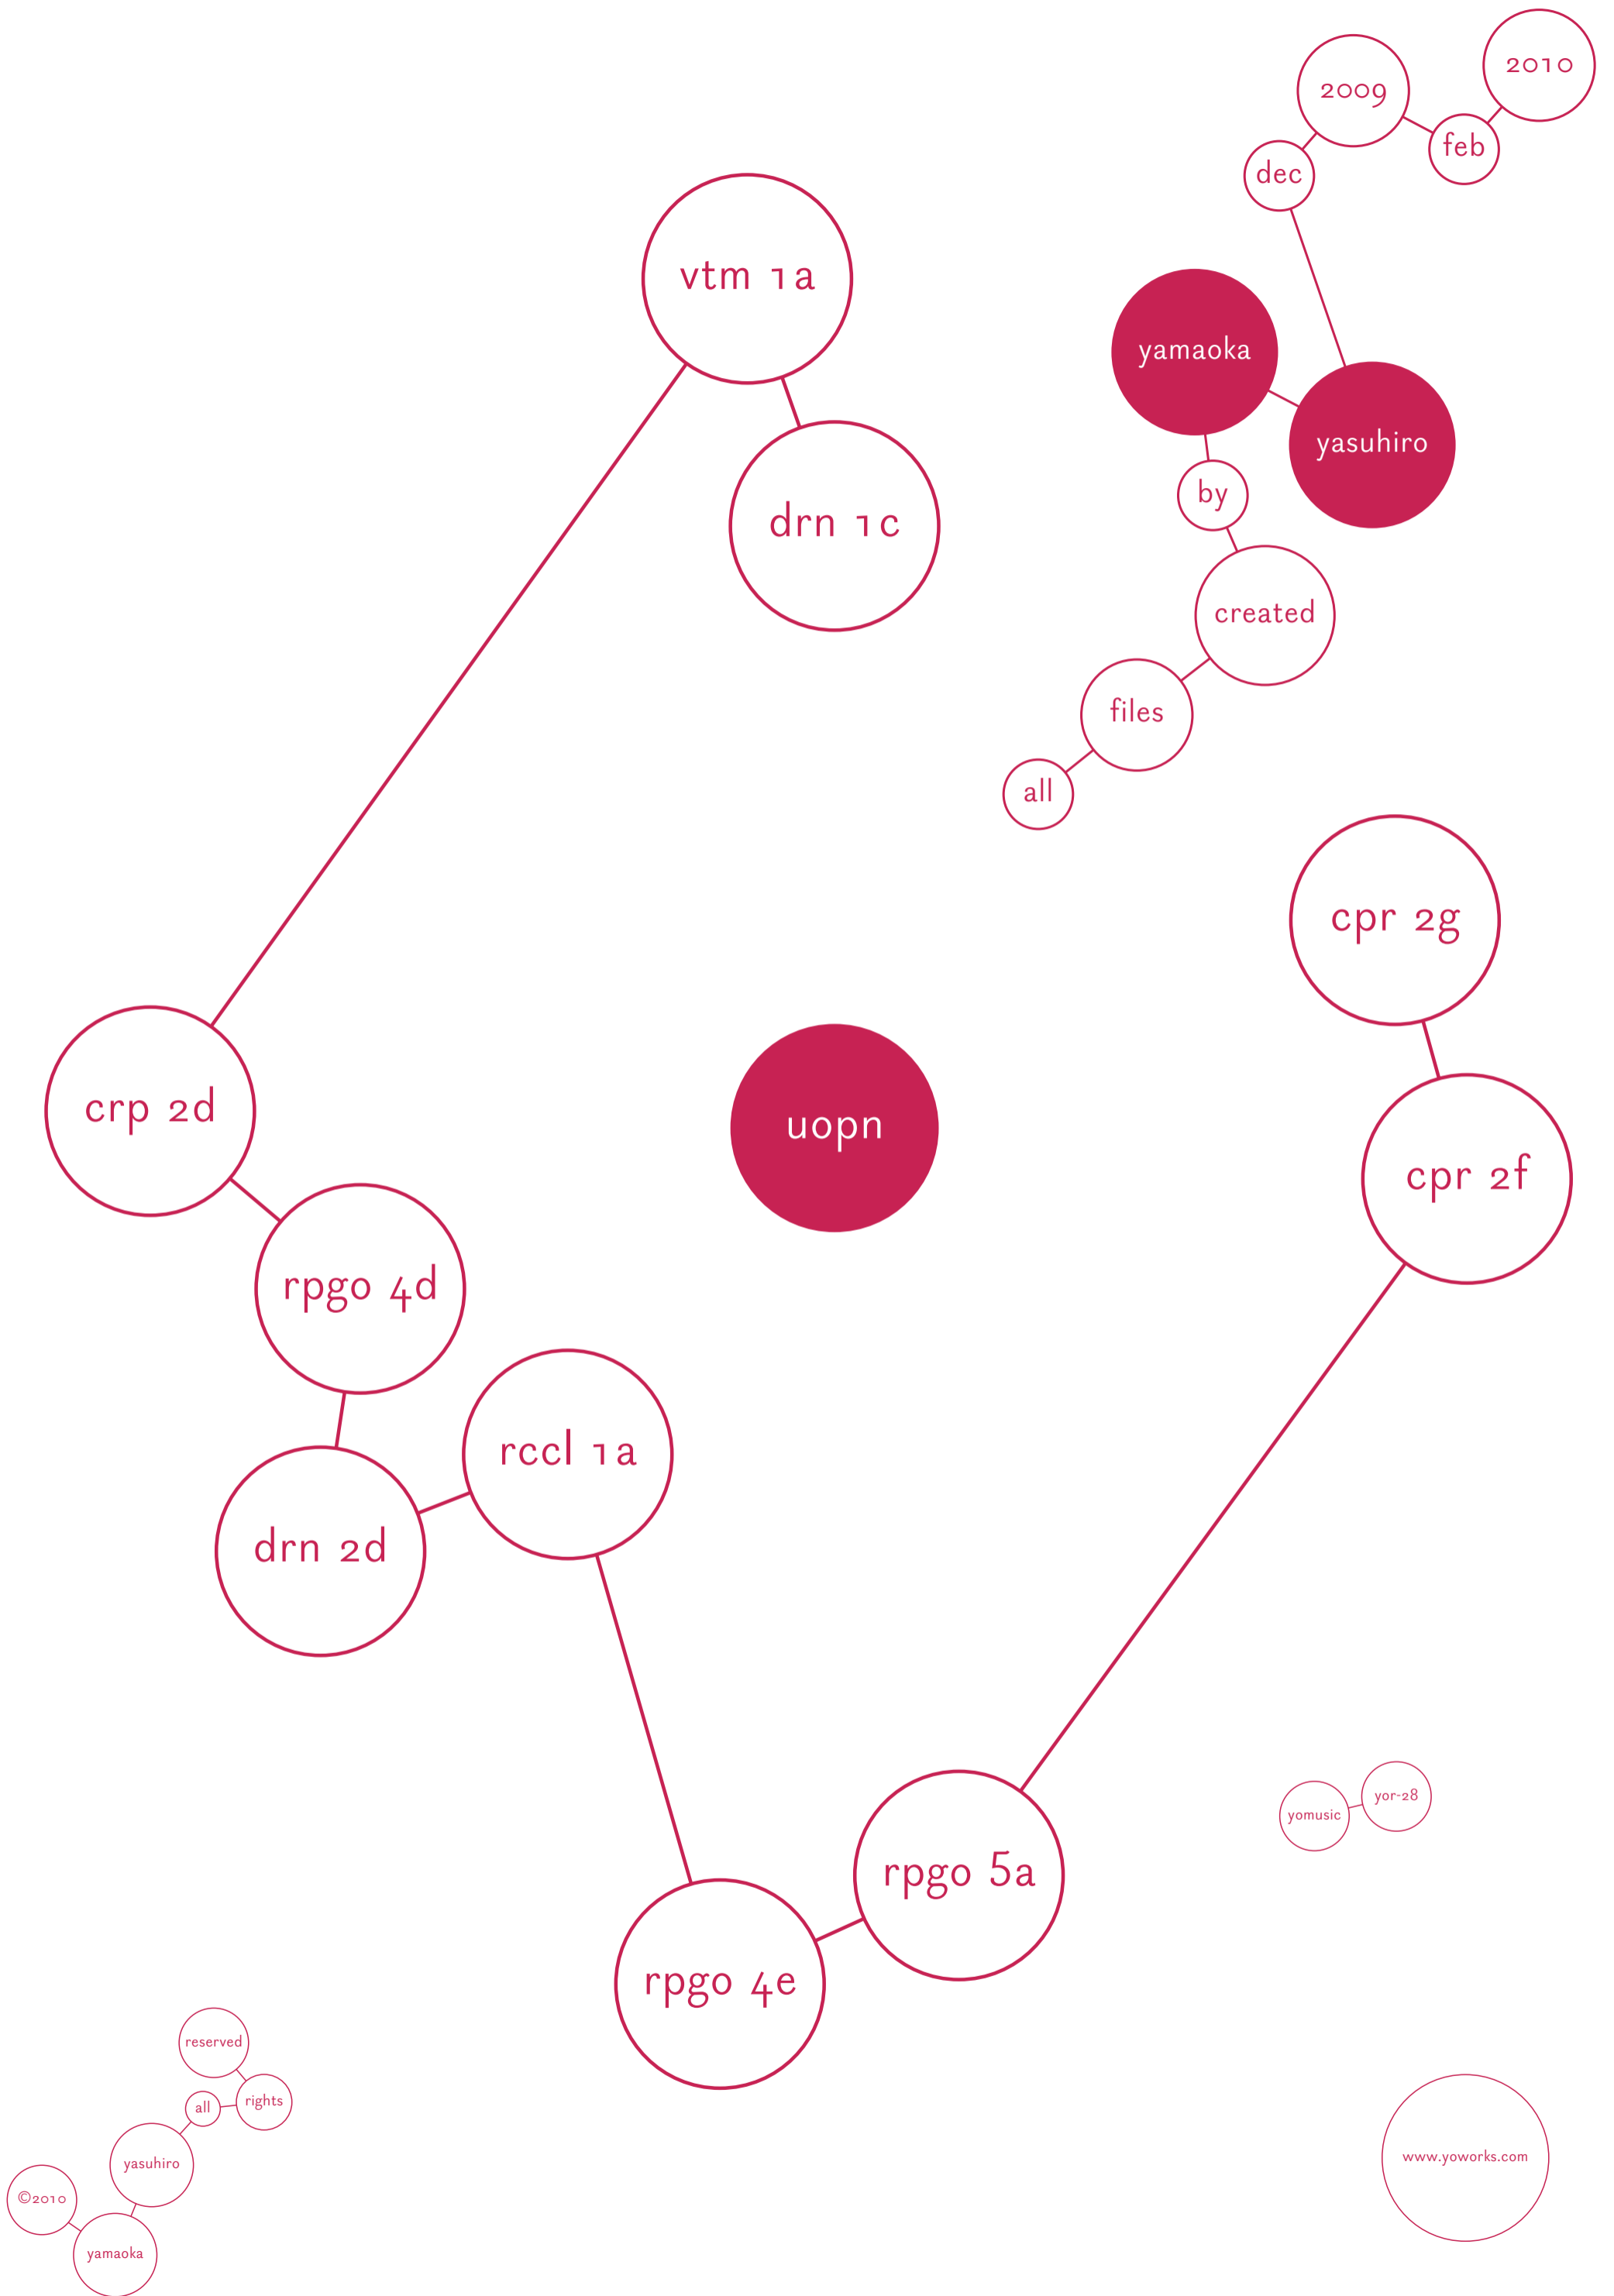 2010
2009
feb
dec
vtm 1a
yamaoka
yasuhiro
by
drn 1c
created
files
all
cpr 2g
crp 2d
uopn
cpr 2f
rpgo 4d
rccl 1a
drn 2d
yor-28
yomusic
rpgo 5a
rpgo 4e
reserved
rights
all
www.yoworks.com
yasuhiro
©2010
yamaoka